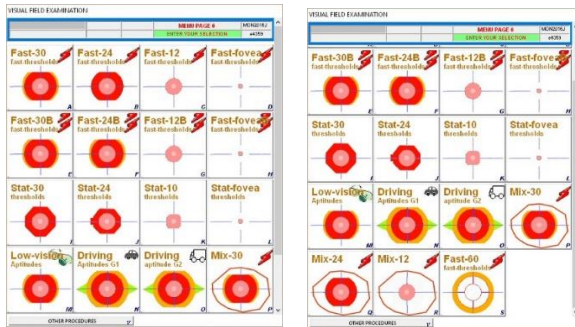 VISUAL FIELD EXAMINATION
MENU PAGE 6
ENTER YOUR SELECTION
Fast-30 Fast-24 Fast-12 Fast-fovea
fast-thresholds fast-thresholds fast-thresholds fast-thresholds
A B C D
Fast-30B Fast-24B Fast-12B Fast-fovea
fast-thresholds fast-thresholds fast-thresholds fast-thresholds
E F G H
Stat-30 Stat-24 Stat-10 Stat-fovea
thresholds thresholds thresholds thresholds
I J K L
Low-vision Driving Driving Mix-30
Aptitudes Aptitudes G1 aptitude G2
M N O P
OTHER PROCEDURES
VISUAL FIELD EXAMINATION
MENU PAGE 6
ENTER YOUR SELECTION
Fast-30B Fast-24B Fast-12B Fast-fovea
fast-thresholds fast-thresholds fast-thresholds fast-thresholds
E F G H
Stat-30 Stat-24 Stat-10 Stat-fovea
thresholds thresholds thresholds thresholds
I J K L
Low-vision Driving Driving Mix-30
Aptitudes Aptitudes G1 aptitude G2
M N O P
Mix-24 Mix-12 Fast-60
fast-thresholds
Q R S
OTHER PROCEDURES